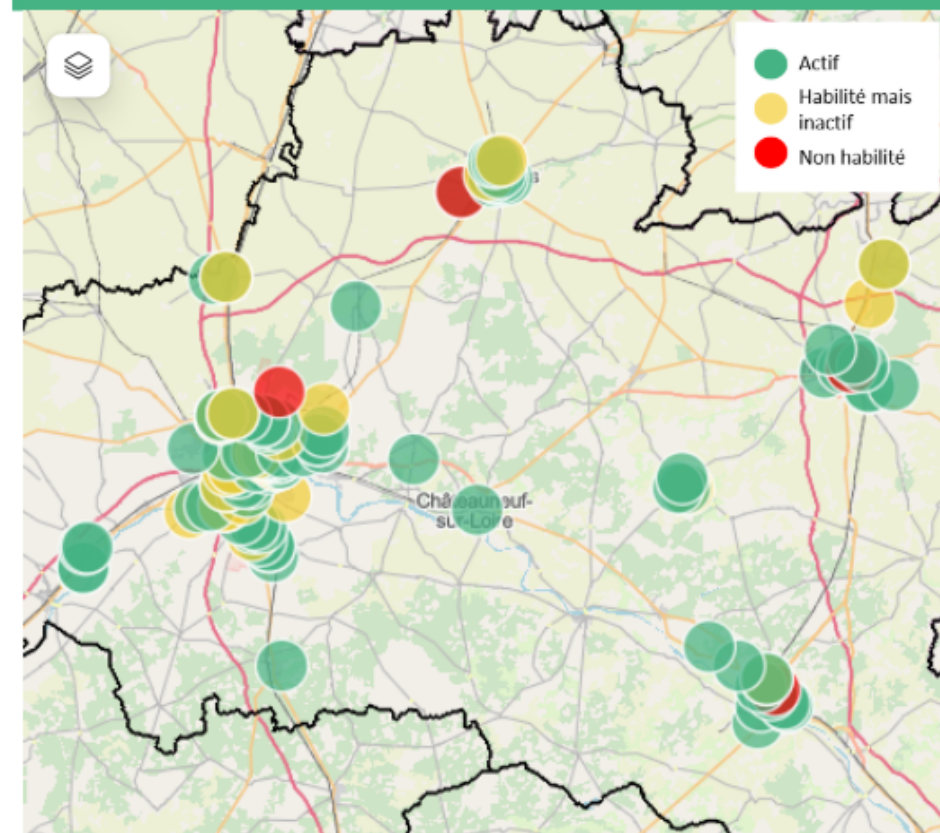 Actif
Habilité mais
inactif
Non habilité
s
Châteauneuf-
sur-Loire